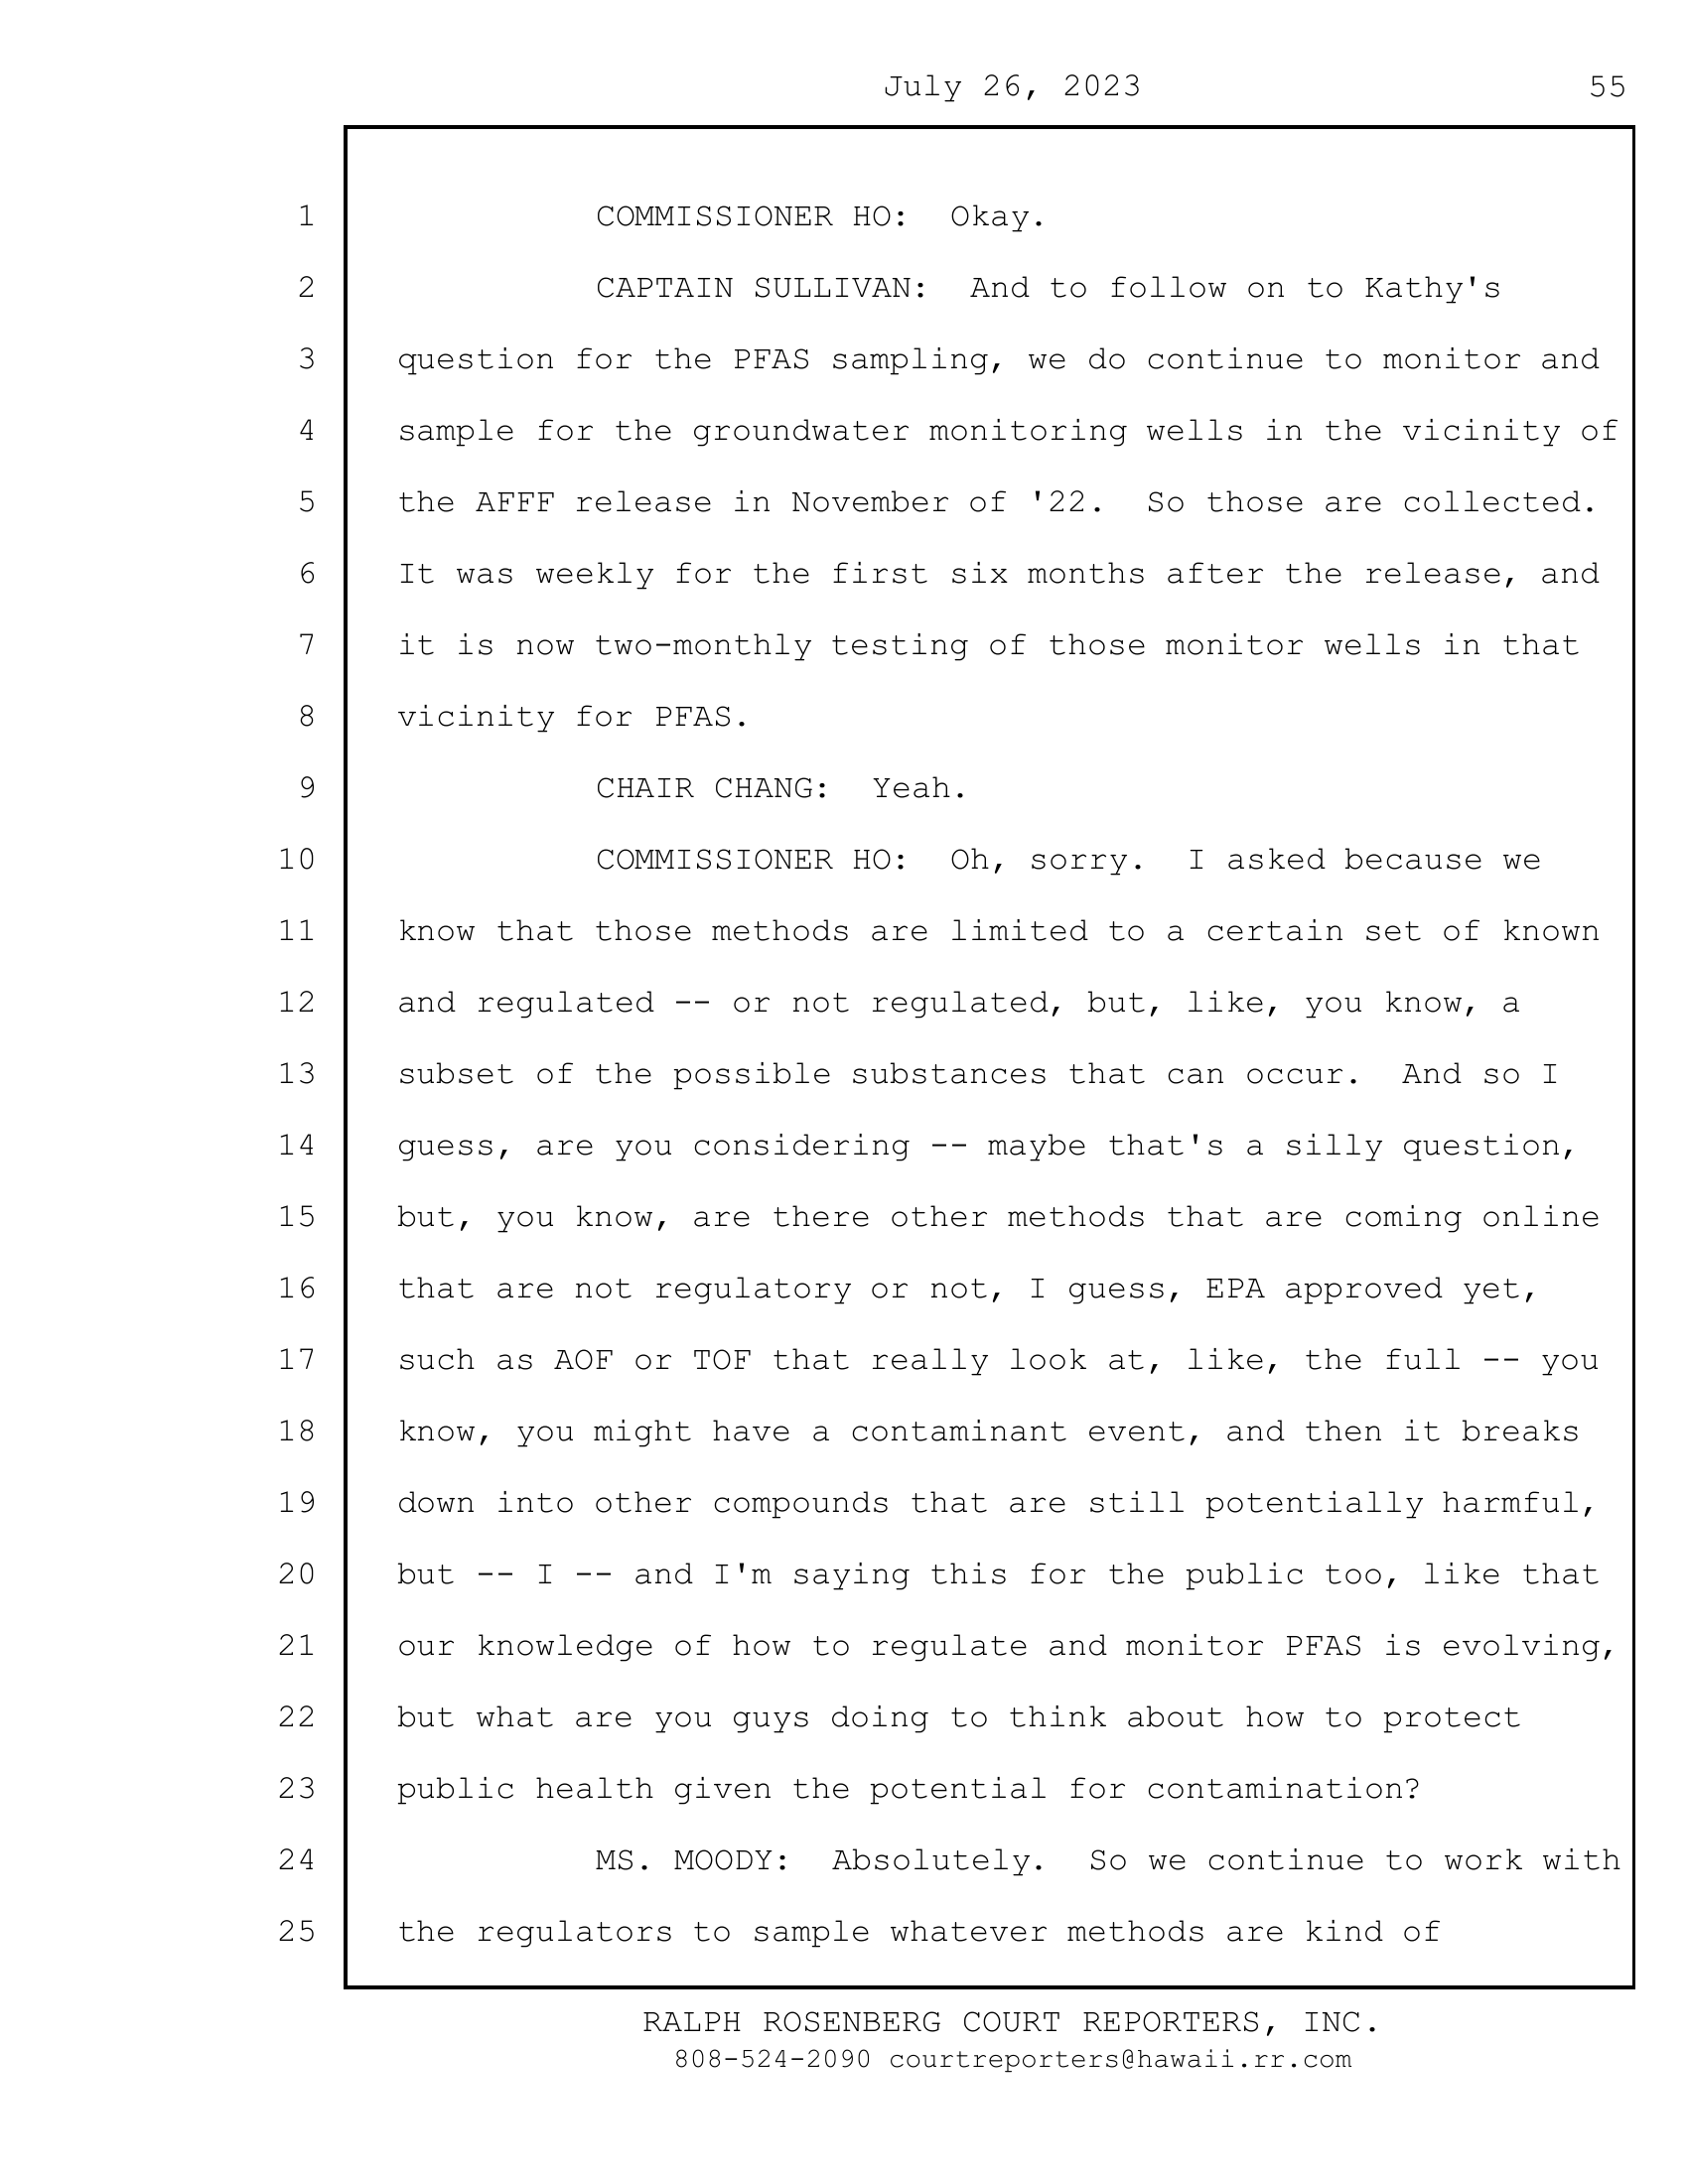 July 26, 2023 55
1 COMMISSIONER HO: Okay.
2 CAPTAIN SULLIVAN: And to follow on to Kathy's
3 question for the PFAS sampling, we do continue to monitor and
4 sample for the groundwater monitoring wells in the vicinity of
5 the AFFF release in November of '22. So those are collected.
6 It was weekly for the first six months after the release, and
7 it is now two-monthly testing of those monitor wells in that
8 vicinity for PFAS.
9 CHAIR CHANG: Yeah.
10 COMMISSIONER HO: Oh, sorry. I asked because we
11 know that those methods are limited to a certain set of known
12 and regulated -- or not regulated, but, like, you know, a
13 subset of the possible substances that can occur. And so I
14 guess, are you considering -- maybe that's a silly question,
15 but, you know, are there other methods that are coming online
16 that are not regulatory or not, I guess, EPA approved yet,
17 such as AOF or TOF that really look at, like, the full -- you
18 know, you might have a contaminant event, and then it breaks
19 down into other compounds that are still potentially harmful,
20 but -- I -- and I'm saying this for the public too, like that
21 our knowledge of how to regulate and monitor PFAS is evolving,
22 but what are you guys doing to think about how to protect
23 public health given the potential for contamination?
24 MS. MOODY: Absolutely. So we continue to work with
25 the regulators to sample whatever methods are kind of
RALPH ROSENBERG COURT REPORTERS, INC.
808-524-2090 courtreporters@hawaii.rr.com